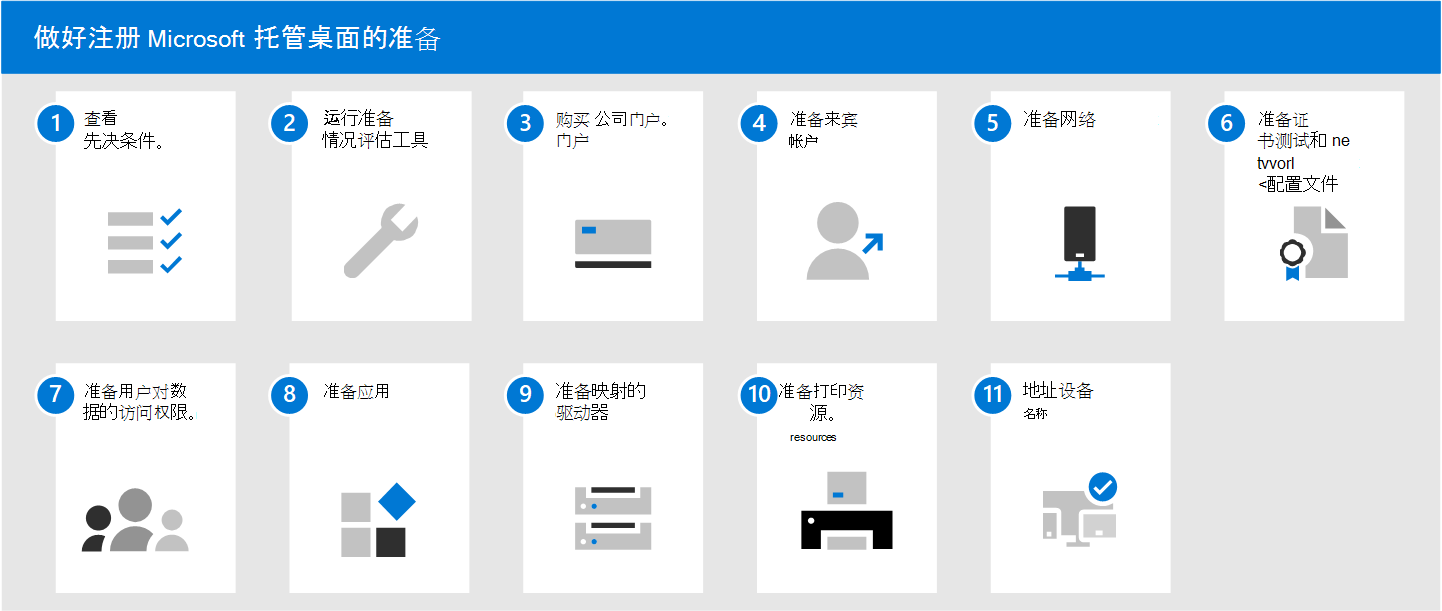 做好注册 Microsoft 托管桌面的准备
1
查看
先决条件。
2
运行准备
情况评估工具
3
购买 公司门户。
门户
4
准备来宾
帐户
5
准备网络
6
准备证
书测试和 ne
tvvorl
<配置文件
7
准备用户对数
据的访问权限。
8
准备应用
9
准备映射的
驱动器
10
准备打印资
源。
resources
11
地址设备
名称